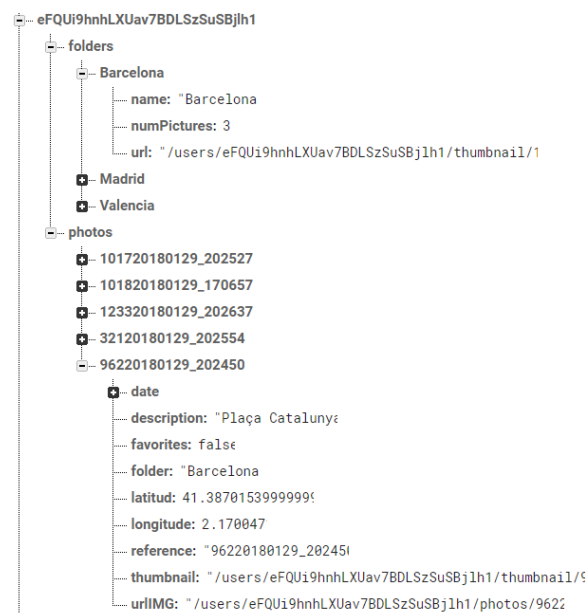 eFQUi9hnhLXUav7BDLSzSuSBjlh1
folders
Barcelona
name: "Barcelona
numPictures: 3
url: "/users/eFQUi9hnhLXUav7BDLSzSuSBjlh1/thumbnail/1
Madrid
Valencia
photos
101720180129_202527
101820180129_170657
123320180129_202637
32120180129_202554
96220180129_202450
date
description: "Plaça Catalunya
favorites: false
folder: "Barcelona
latitud: 41.3870153999999
longitude: 2.170047
reference: "96220180129_202450
thumbnail: "/users/eFQUi9hnhLXUav7BDLSzSuSBjlh1/thumbnail/9
urlIMG: "/users/eFQUi9hnhLXUav7BDLSzSuSBjlh1/photos/9622